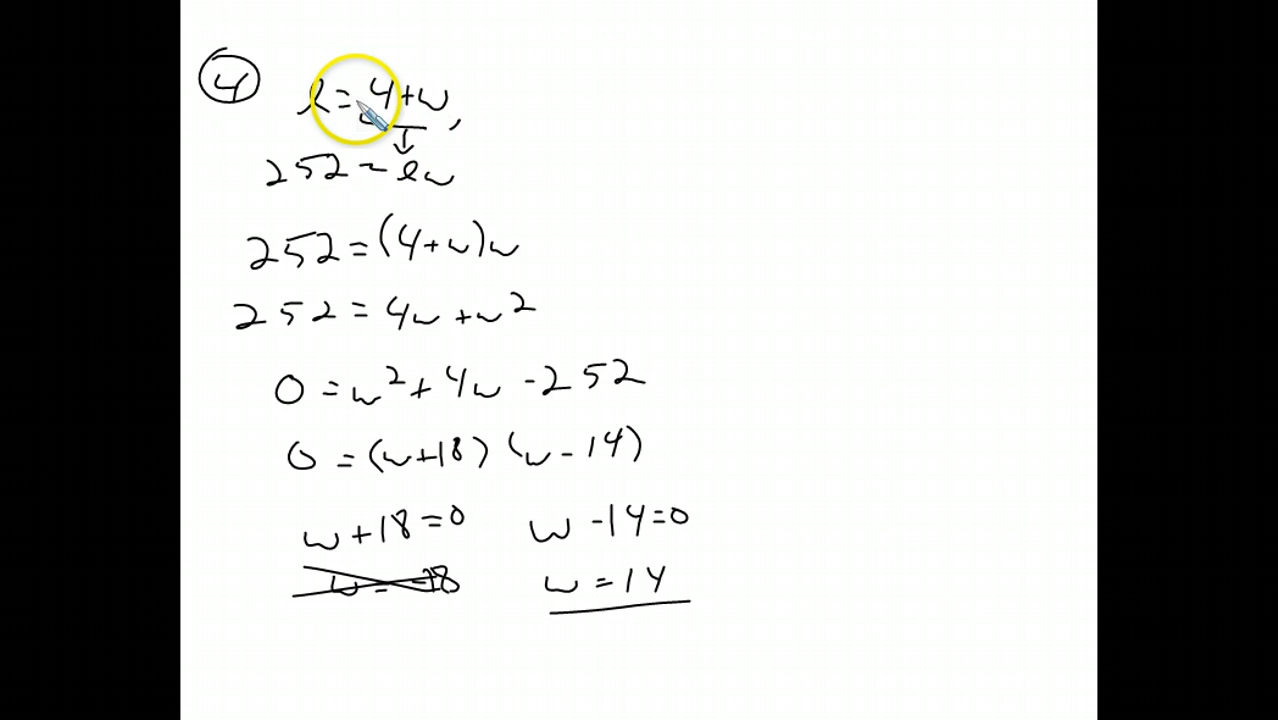 4 l = 4 + w,
252 = lw
252 = (4 + w) w
252 = 4w + w²
0 = w² + 4w - 252
0 = (w + 18) (w - 14)
w + 18 = 0 w - 14 = 0
w = -18 w = 14